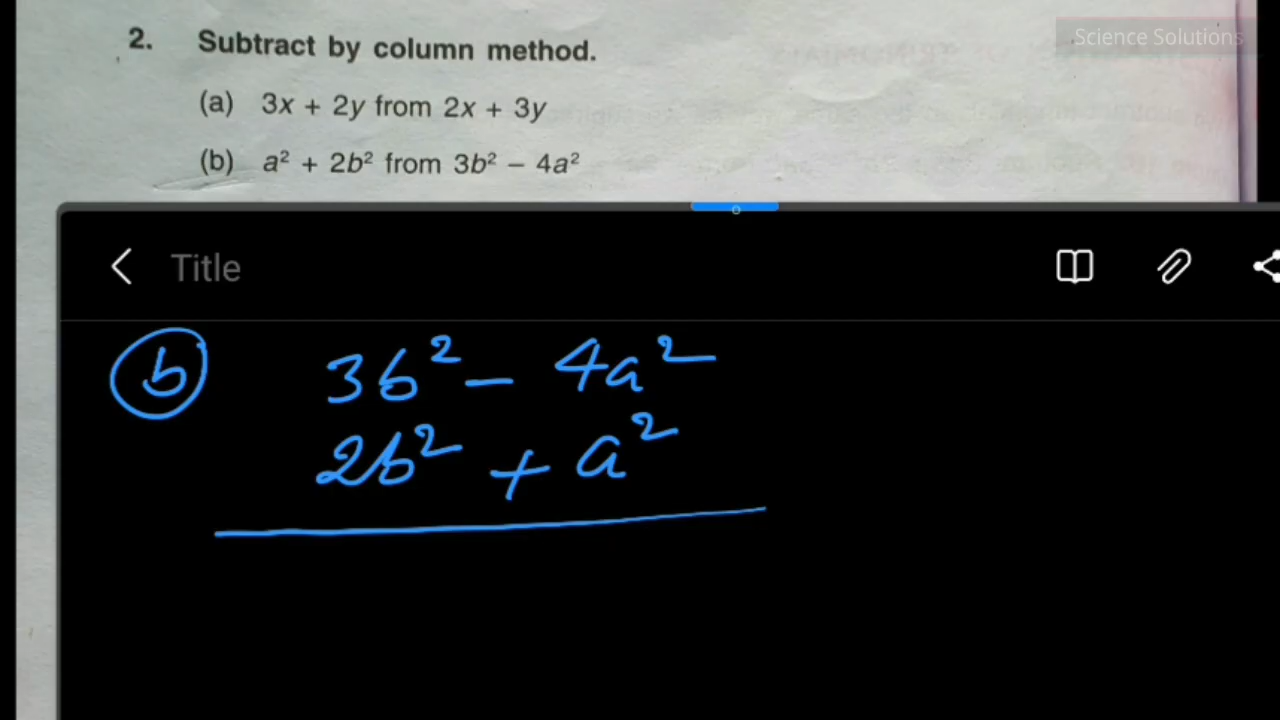 2. Subtract by column method.
Science Solutions
(a) 3x + 2y from 2x + 3y
(b) a² + 2b² from 3b² – 4a²
Title
b 3b² – 4a²
2b² + a²